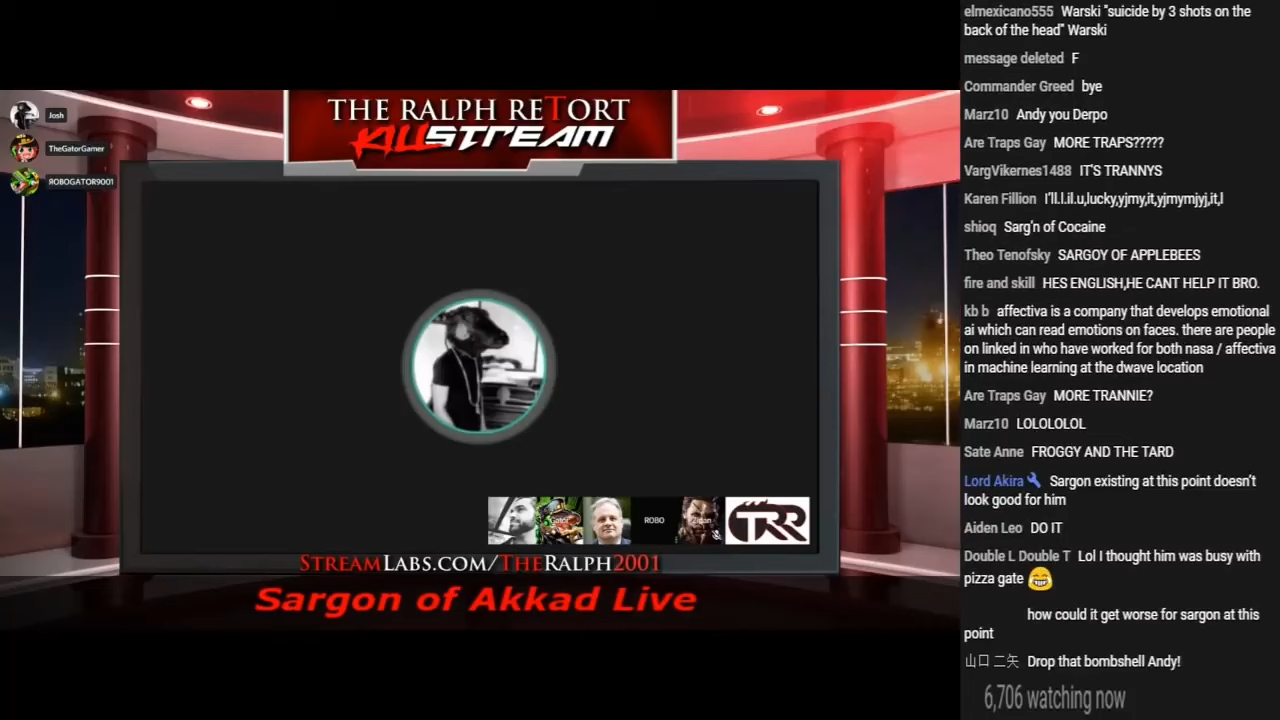 THE RALPH RETORT
KILLSTREAM
Josh
TheGatorGamer
ROBOGATOR9001
Gator
ROBO
Zidan
TRR
STREAMLABS.COM/THERALPH2001
Sargon of Akkad Live
elmexicano555 Warski "suicide by 3 shots on the
back of the head" Warski
message deleted F
Commander Greed bye
Marz10 Andy you Derpo
Are Traps Gay MORE TRAPS?????
VargVikernes1488 IT'S TRANNYS
Karen Fillion I'll.l.il.u,lucky,yjmy,it,yjmymjyj,it,l
shioq Sarg'n of Cocaine
Theo Tenofsky SARGOY OF APPLEBEES
fire and skill HES ENGLISH,HE CANT HELP IT BRO.
kb b affectiva is a company that develops emotional
ai which can read emotions on faces. there are people
on linked in who have worked for both nasa / affectiva
in machine learning at the dwave location
Are Traps Gay MORE TRANNIE?
Marz10 LOLOLOLOL
Sate Anne FROGGY AND THE TARD
Lord Akira Sargon existing at this point doesn't
look good for him
Aiden Leo DO IT
Double L Double T Lol I thought him was busy with
pizza gate 😂
how could it get worse for sargon at this
point
山口 二矢 Drop that bombshell Andy!
6,706 watching now